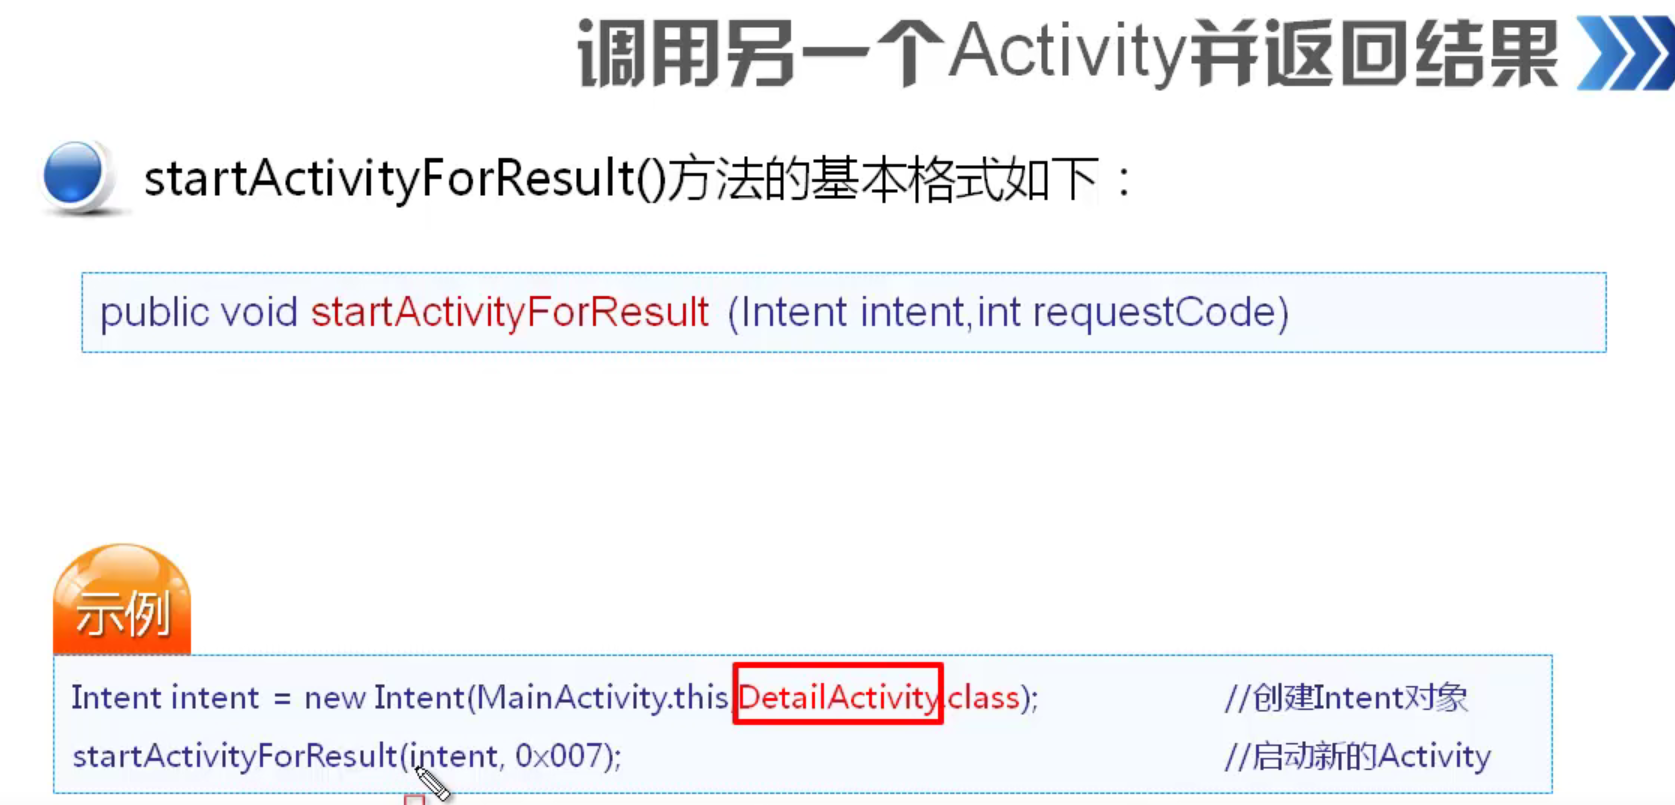 调用另一个Activity并返回结果
startActivityForResult()方法的基本格式如下：
public void startActivityForResult (Intent intent,int requestCode)
示例
Intent intent = new Intent(MainActivity.this,DetailActivity.class); //创建Intent对象
startActivityForResult(intent, 0x007); //启动新的Activity